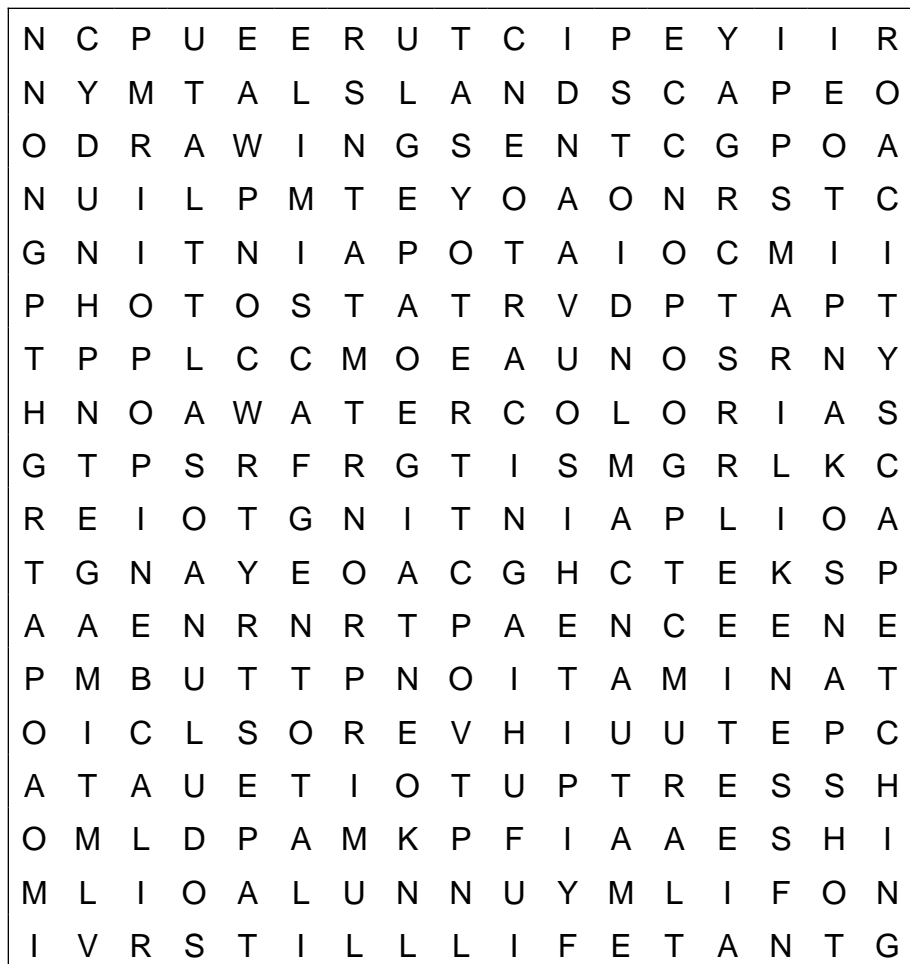 N C P U E E R U T C I P E Y I I R
N Y M T A L S L A N D S C A P E O
O D R A W I N G S E N T C G P O A
N U I L P M T E Y O A O N R S T C
G N I T N I A P O T A I O C M I I
P H O T O S T A T R V D P T A P T
T P P L C C M O E A U N O S R N Y
H N O A W A T E R C O L O R I A S
G T P S R F R G T I S M G R L K C
R E I O T G N I T N I A P L I O A
T G N A Y E O A C G H C T E K S P
A A E N R N R T P A E N C E E N E
P M B U T T P N O I T A M I N A T
O I C L S O R E V H I U U T E P C
A T A U E T I O T U P T R E S S H
O M L D P A M K P F I A A E S H I
M L I O A L U N N U Y M L I F O N
I V R S T I L L L I F E T A N T G